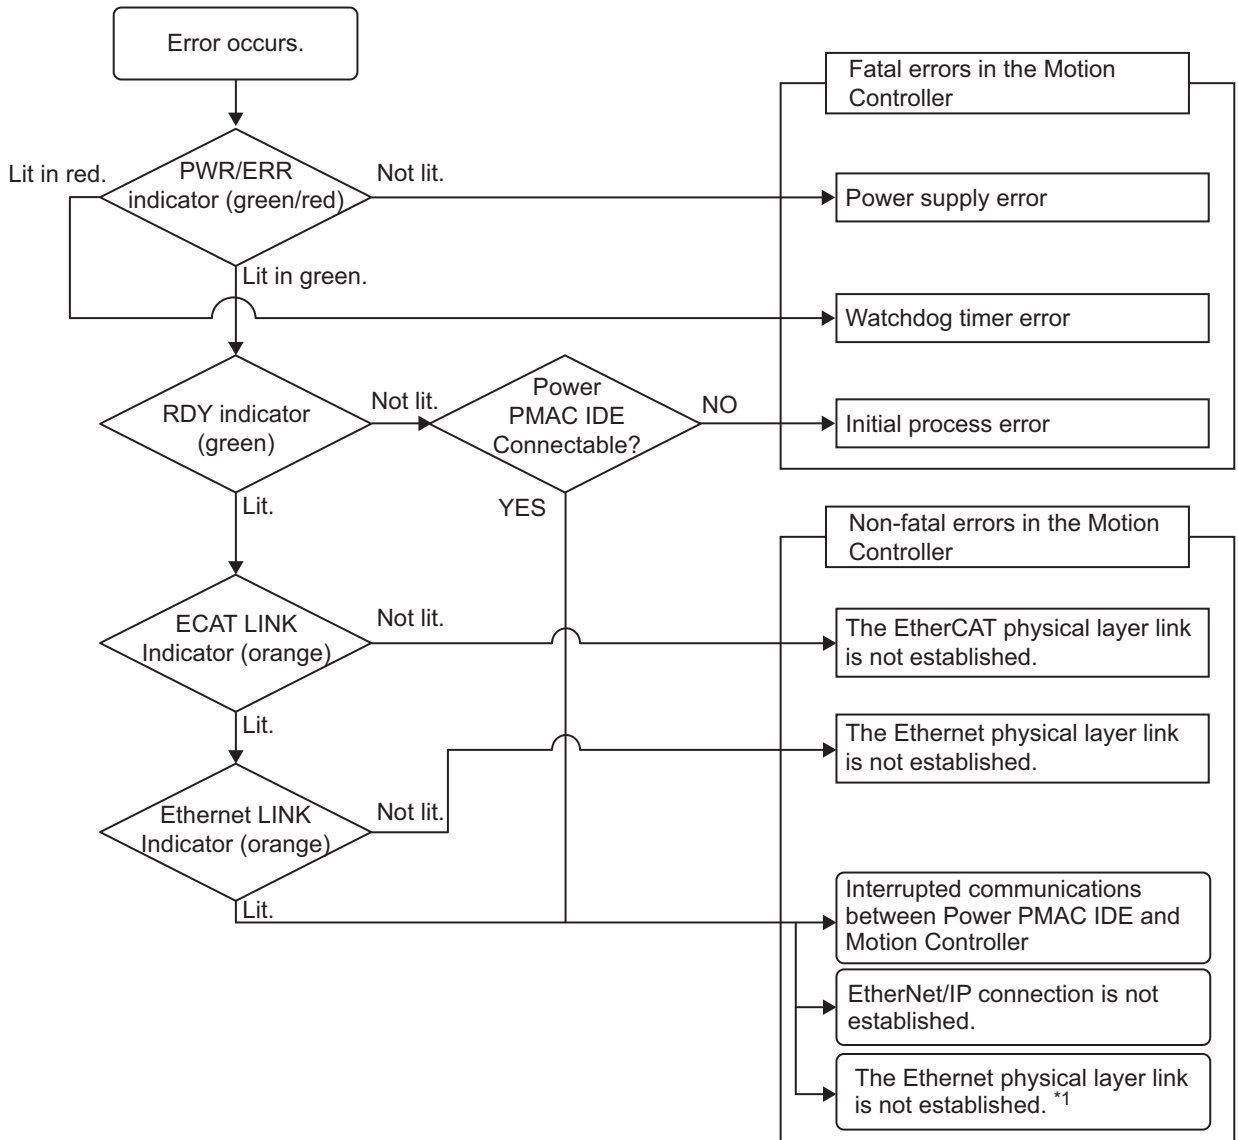 Error occurs.
Fatal errors in the Motion
Controller
PWR/ERR
indicator (green/red)
Lit in red.
Not lit.
Power supply error
Lit in green.
Watchdog timer error
RDY indicator
(green)
Not lit.
Power
PMAC IDE
Connectable?
NO
Initial process error
Lit.
YES
Non-fatal errors in the Motion
Controller
ECAT LINK
Indicator (orange)
Not lit.
The EtherCAT physical layer link
is not established.
Lit.
The Ethernet physical layer link
is not established.
Ethernet LINK
Indicator (orange)
Not lit.
Lit.
Interrupted communications
between Power PMAC IDE and
Motion Controller
EtherNet/IP connection is not
established.
The Ethernet physical layer link
is not established. *1